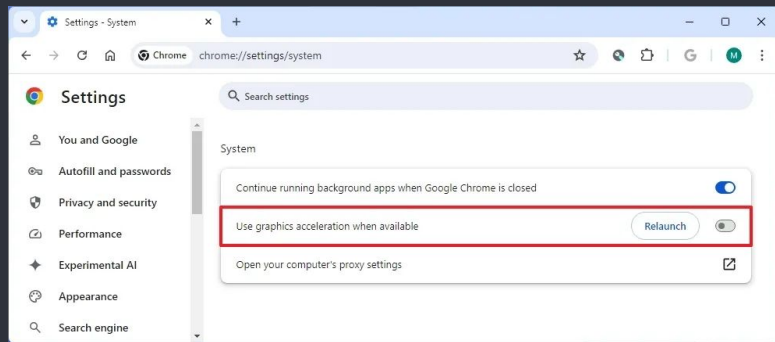 Settings - System
Chrome chrome://settings/system
G M
Settings
Search settings
You and Google
Autofill and passwords
Privacy and security
Performance
Experimental AI
Appearance
Search engine
System
Continue running background apps when Google Chrome is closed
Use graphics acceleration when available Relaunch
Open your computer's proxy settings